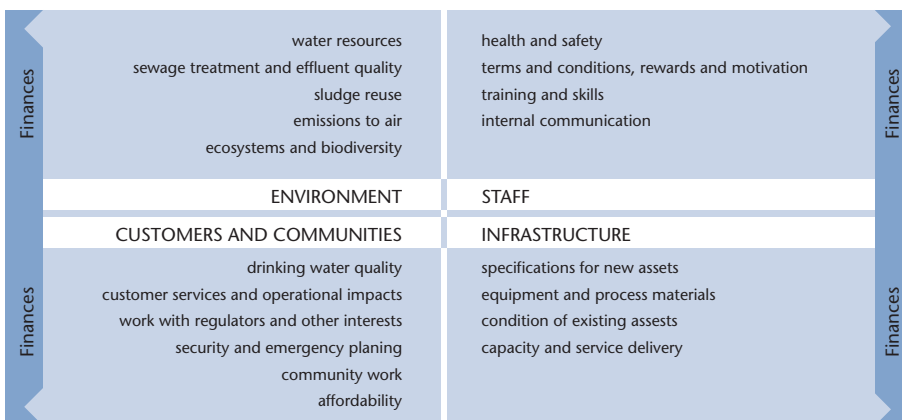 Finances
water resources
sewage treatment and effluent quality
sludge reuse
emissions to air
ecosystems and biodiversity
ENVIRONMENT
health and safety
terms and conditions, rewards and motivation
training and skills
internal communication
STAFF
Finances
Finances
CUSTOMERS AND COMMUNITIES
drinking water quality
customer services and operational impacts
work with regulators and other interests
security and emergency planing
community work
affordability
INFRASTRUCTURE
specifications for new assets
equipment and process materials
condition of existing assests
capacity and service delivery
Finances